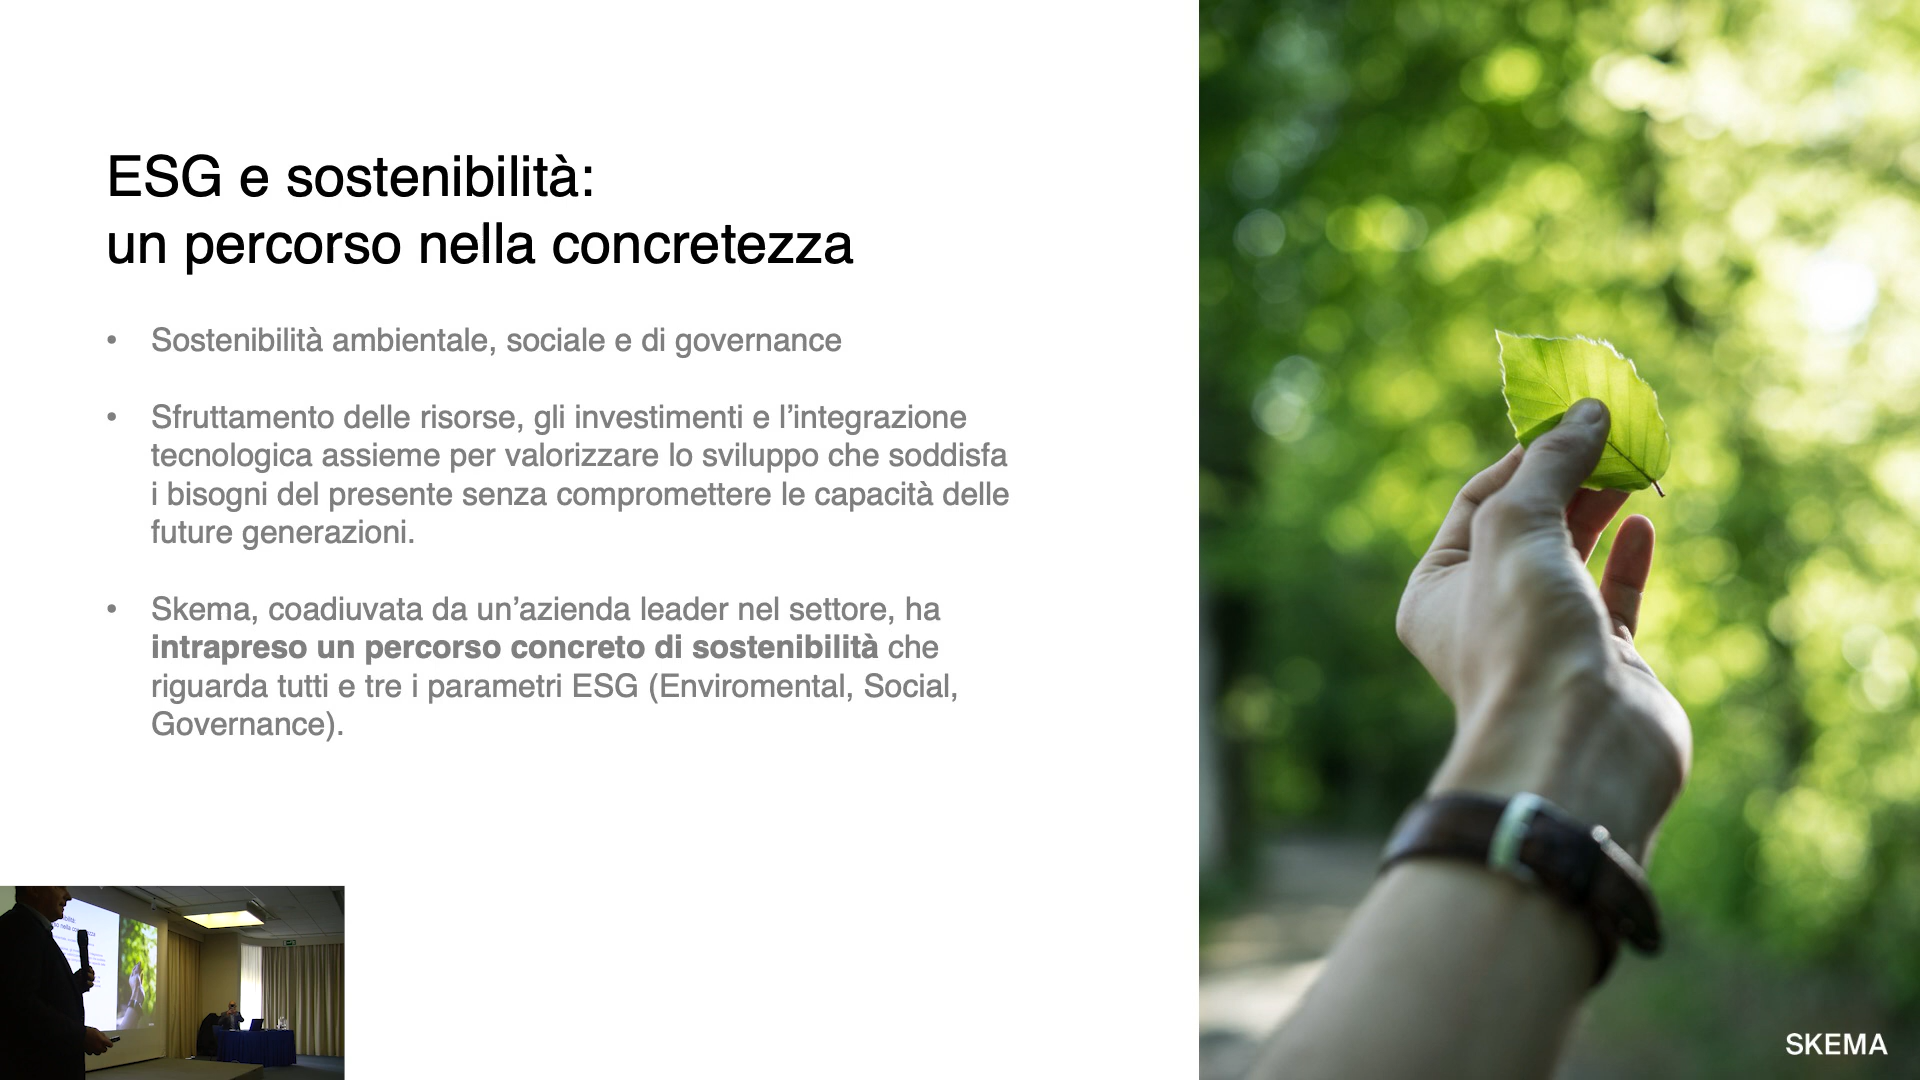 ESG e sostenibilità:
un percorso nella concretezza
• Sostenibilità ambientale, sociale e di governance
• Sfruttamento delle risorse, gli investimenti e l’integrazione
tecnologica assieme per valorizzare lo sviluppo che soddisfa
i bisogni del presente senza compromettere le capacità delle
future generazioni.
• Skema, coadiuvata da un’azienda leader nel settore, ha
intrapreso un percorso concreto di sostenibilità che
riguarda tutti e tre i parametri ESG (Enviromental, Social,
Governance).
SKEMA